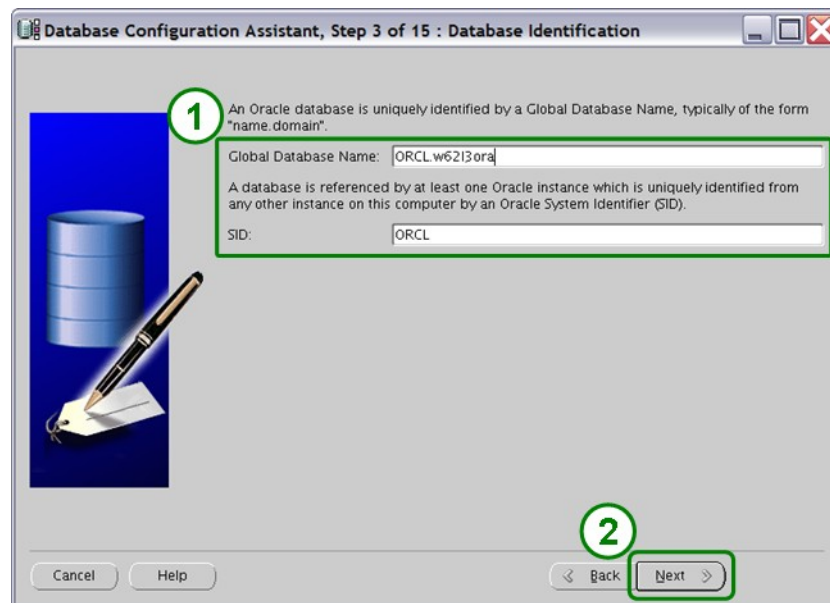 Database Configuration Assistant, Step 3 of 15 : Database Identification
1
An Oracle database is uniquely identified by a Global Database Name, typically of the form
"name.domain".
Global Database Name: ORCL.w62l3ora
A database is referenced by at least one Oracle instance which is uniquely identified from
any other instance on this computer by an Oracle System Identifier (SID).
SID: ORCL
2
Cancel Help Back Next